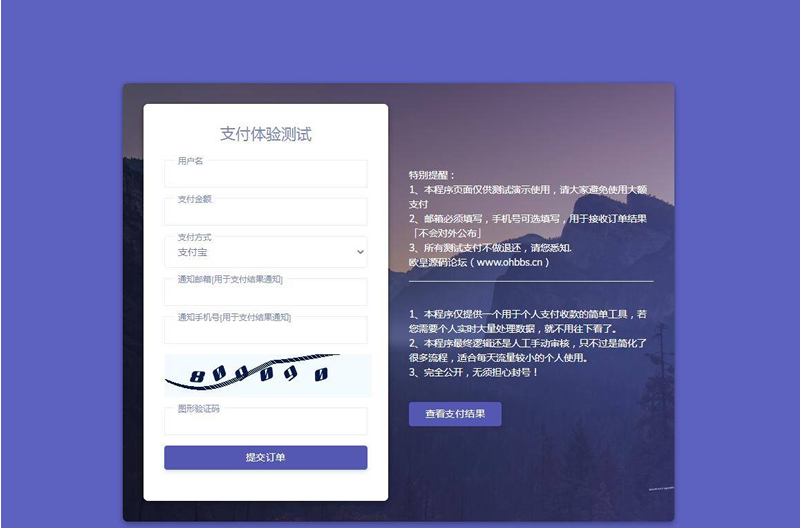 支付体验测试
用户名
支付金额
支付方式
支付宝
通知邮箱[用于支付结果通知]
通知手机号[用于支付结果通知]
809090
图形验证码
提交订单
特别提醒：
1、本程序页面仅供测试演示使用，请大家避免使用大额
支付
2、邮箱必须填写，手机号可选填写，用于接收订单结果
「不会对外公布」
3、所有测试支付不做退还，请您悉知.
欧皇源码论坛（www.ohbbs.cn）
1、本程序仅提供一个用于个人支付收款的简单工具，若
您需要个人实时大量处理数据，就不用往下看了。
2、本程序最终逻辑还是人工手动审核，只不过是简化了
很多流程，适合每天流量较小的个人使用。
3、完全公开，无须担心封号！
查看支付结果